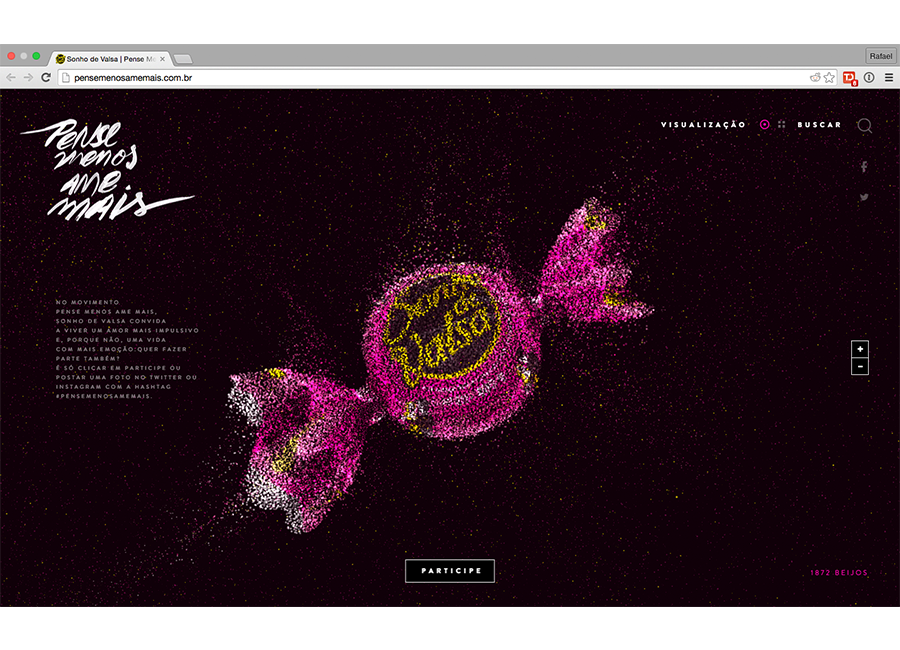 Sonho de Valsa | Pense M
Rafael
pensemenosamemais.com.br
Pense
menos
ame
mais
VISUALIZAÇÃO
BUSCAR
NO MOVIMENTO
PENSE MENOS AME MAIS,
SONHO DE VALSA CONVIDA
A VIVER UM AMOR MAIS IMPULSIVO
E, PORQUE NÃO, UMA VIDA
COM MAIS EMOÇÃO.QUER FAZER
PARTE TAMBÉM?
É SÓ CLICAR EM PARTICIPE OU
POSTAR UMA FOTO NO TWITTER OU
INSTAGRAM COM A HASHTAG
#PENSEMENOSAMEMAIS.
Sonho
de
Valsa
+
-
PARTICIPE
1872 BEIJOS